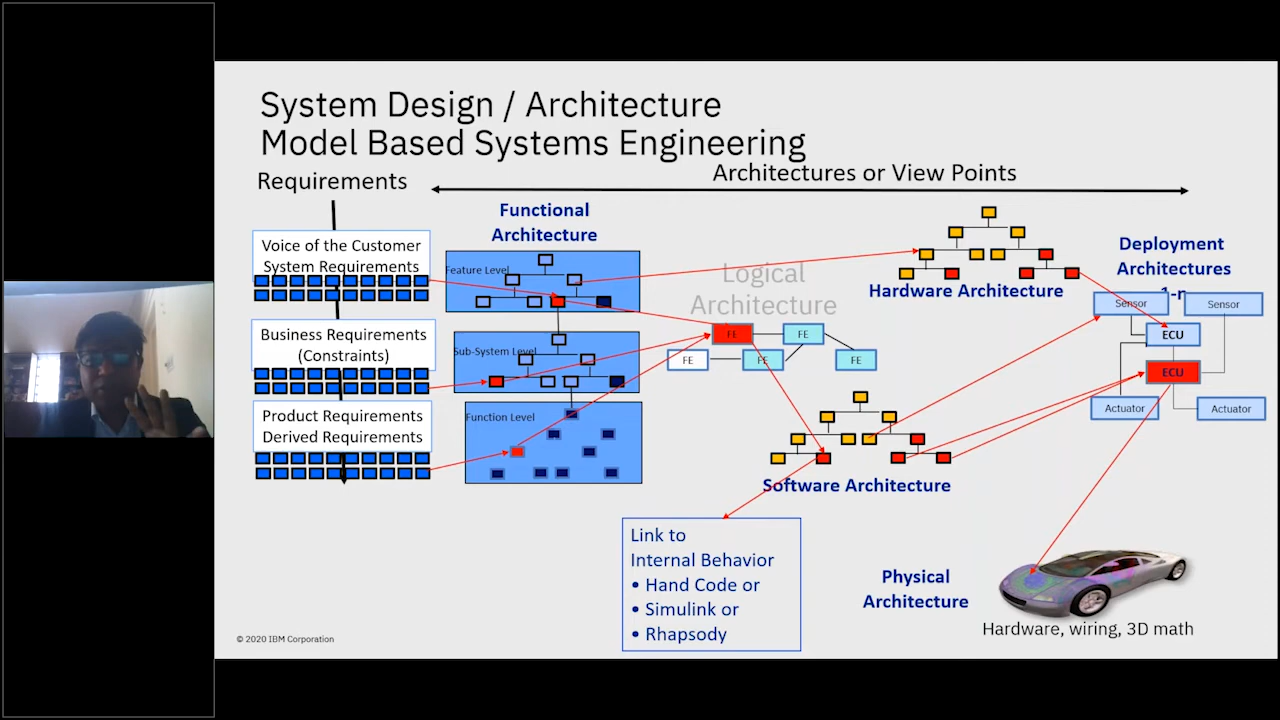 System Design / Architecture
Model Based Systems Engineering
Requirements
Architectures or View Points
Voice of the Customer
System Requirements
Business Requirements
(Constraints)
Product Requirements
Derived Requirements
Functional
Architecture
Feature Level
Sub-System Level
Function Level
Logical
Architecture
FE
FE
FE
FE
FE
Hardware Architecture
Software Architecture
Link to
Internal Behavior
• Hand Code or
• Simulink or
• Rhapsody
Deployment
Architectures
1-n
Sensor
Sensor
ECU
ECU
Actuator
Actuator
Physical
Architecture
Hardware, wiring, 3D math
© 2020 IBM Corporation